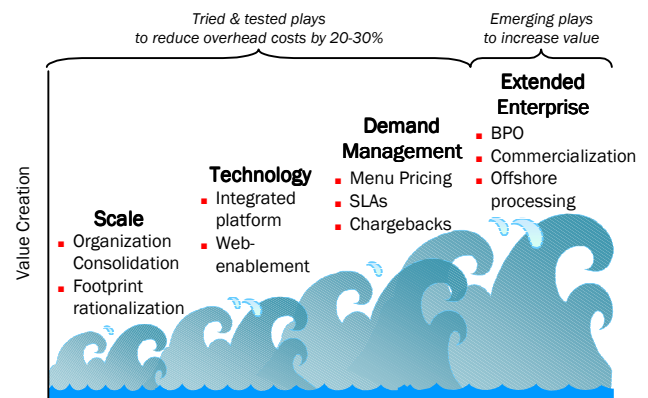 Tried & tested plays
to reduce overhead costs by 20-30%
Emerging plays
to increase value
Value Creation
Scale
Organization
Consolidation
Footprint
rationalization
Technology
Integrated
platform
Web-
enablement
Demand
Management
Menu Pricing
SLAs
Chargebacks
Extended
Enterprise
BPO
Commercialization
Offshore
processing